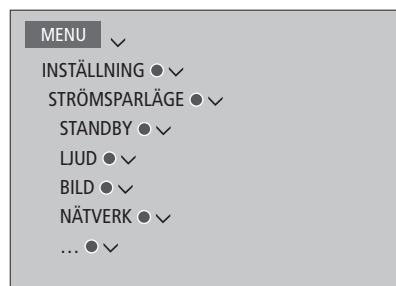 MENU
INSTÄLLNING
STRÖMSPARLÄGE
STANDBY
LJUD
BILD
NÄTVERK
…